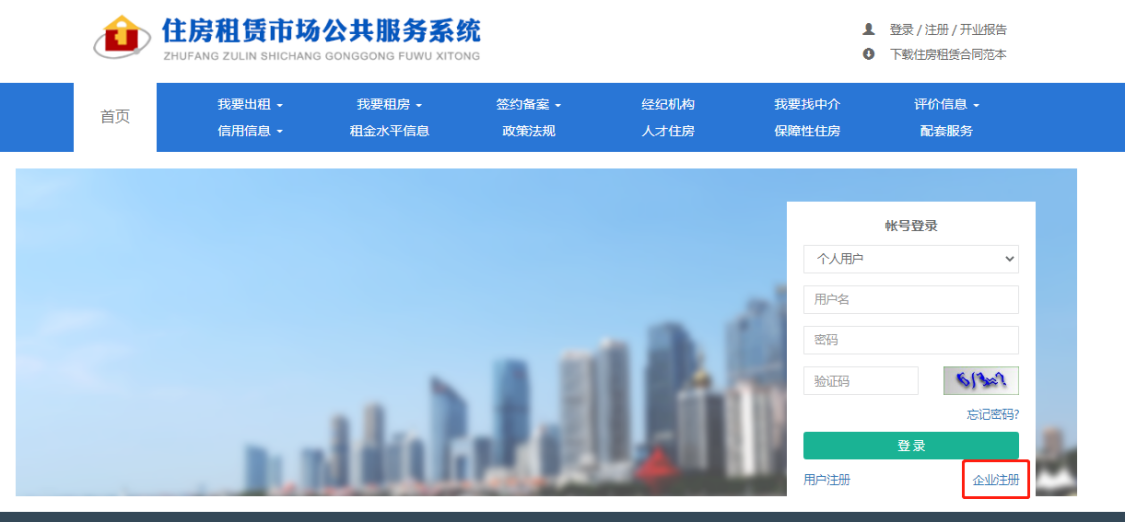 住房租赁市场公共服务系统
ZHUFANG ZULIN SHICHANG GONGGONG FUWU XITONG
登录 / 注册 / 开业报告
下载住房租赁合同范本
首页
我要出租 我要租房 签约备案 经纪机构 我要找中介 评价信息
信用信息 租金水平信息 政策法规 人才住房 保障性住房 配套服务
帐号登录
个人用户
用户名
密码
验证码
忘记密码?
登 录
用户注册 企业注册